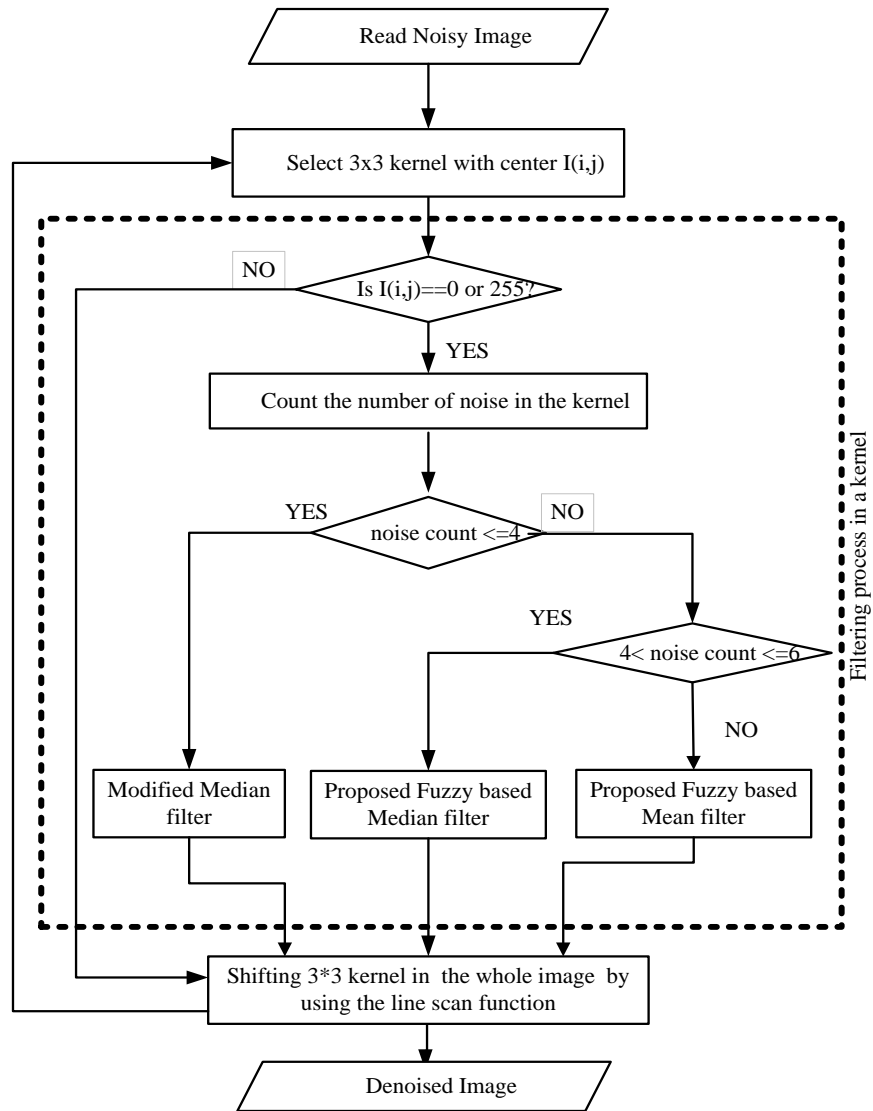 Read Noisy Image
Select 3x3 kernel with center I(i,j)
NO
Is I(i,j)==0 or 255?
YES
Count the number of noise in the kernel
YES
noise count <=4
NO
YES
4< noise count <=6
NO
Modified Median
filter
Proposed Fuzzy based
Median filter
Proposed Fuzzy based
Mean filter
Filtering process in a kernel
Shifting 3*3 kernel in the whole image by
using the line scan function
Denoised Image